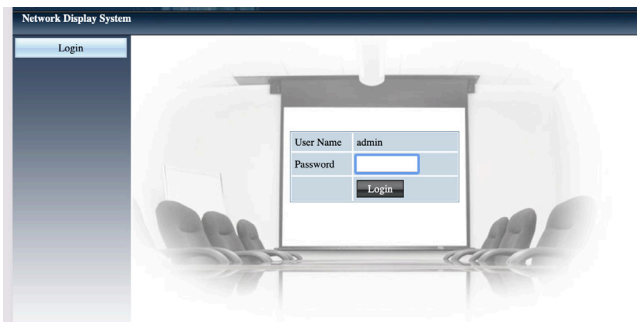 Network Display System
Login
User Name admin
Password
Login